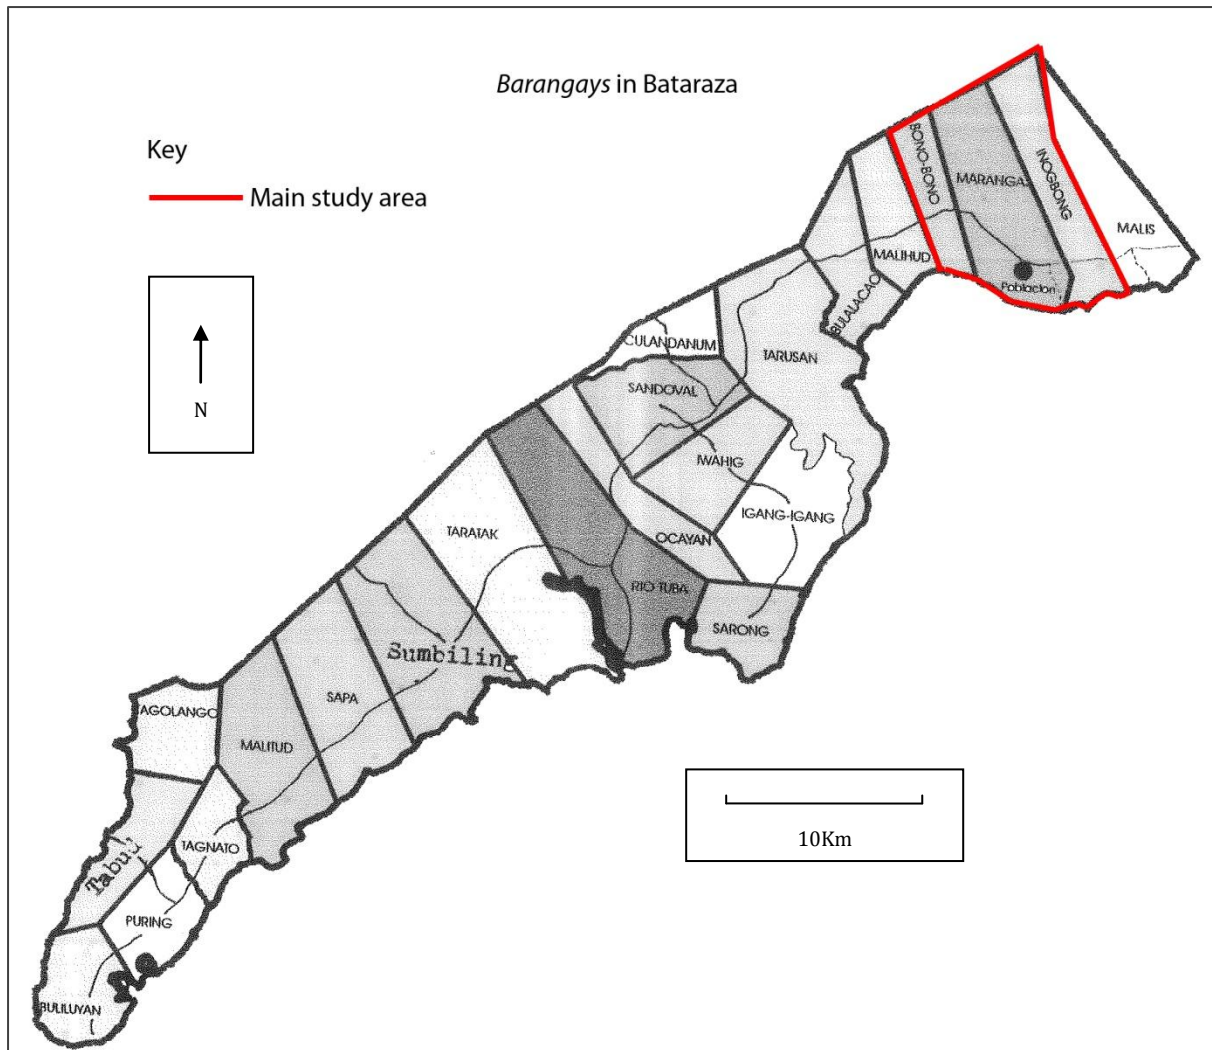 Barangays in Bataraza
Key
Main study area
BONO-BONO
MARANGAS
INOGBONG
MALIS
MALIHUD
Poblacion
BULALACAO
N
CULANDANUM
TARUSAN
SANDOVAL
IWAHIG
IGANG-IGANG
TARATAK
OCAYAN
RIO TUBA
SARONG
Sumbiling
SAPA
AGOLANGO
MALITUD
10Km
TAGNATO
PURING
BULILUYAN